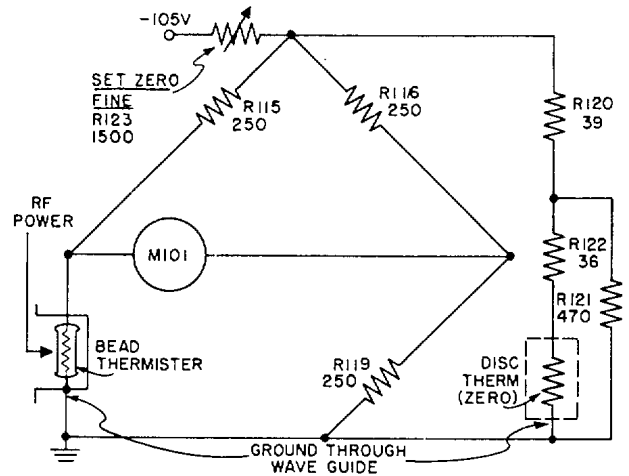 -105V
SET ZERO
FINE
R123
1500
R115
250
R116
250
R120
39
RF
POWER
M101
R122
36
R121
470
BEAD
THERMISTER
R119
250
DISC
THERM
(ZERO)
GROUND THROUGH
WAVE GUIDE